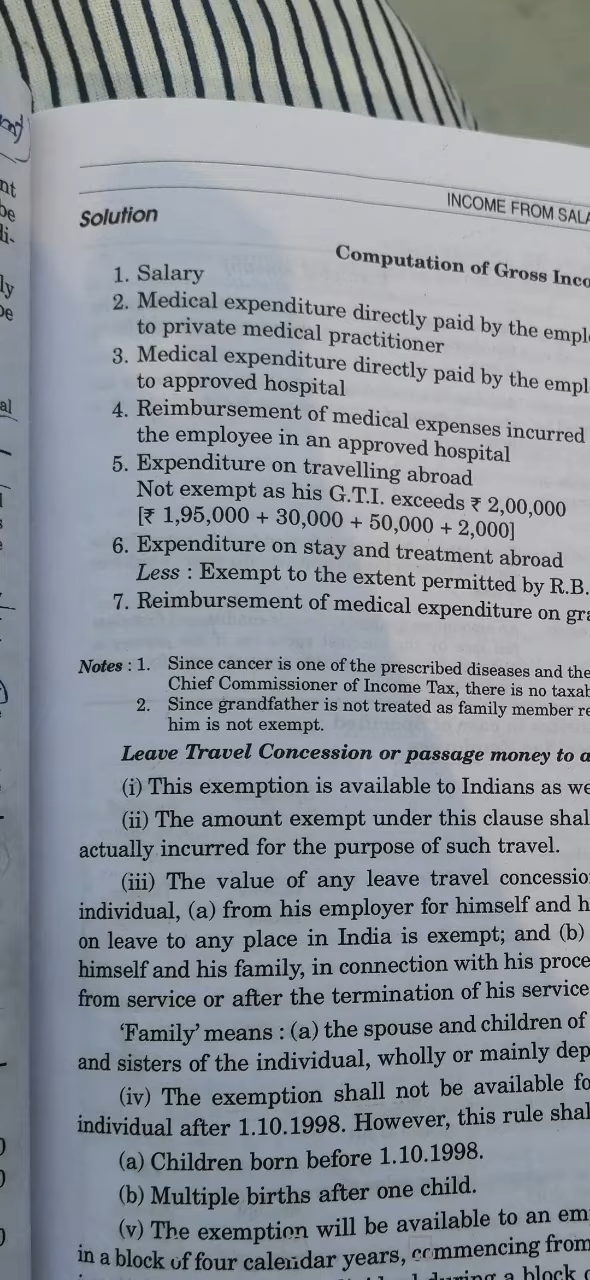 INCOME FROM SALA
Solution
Computation of Gross Inco
1. Salary
2. Medical expenditure directly paid by the empl
to private medical practitioner
3. Medical expenditure directly paid by the empl
to approved hospital
4. Reimbursement of medical expenses incurred
the employee in an approved hospital
5. Expenditure on travelling abroad
Not exempt as his G.T.I. exceeds ₹ 2,00,000
[₹ 1,95,000 + 30,000 + 50,000 + 2,000]
6. Expenditure on stay and treatment abroad
Less : Exempt to the extent permitted by R.B.
7. Reimbursement of medical expenditure on gra
Notes : 1. Since cancer is one of the prescribed diseases and the
Chief Commissioner of Income Tax, there is no taxab
2. Since grandfather is not treated as family member re
him is not exempt.
Leave Travel Concession or passage money to a
(i) This exemption is available to Indians as we
(ii) The amount exempt under this clause shal
actually incurred for the purpose of such travel.
(iii) The value of any leave travel concessio
individual, (a) from his employer for himself and h
on leave to any place in India is exempt; and (b)
himself and his family, in connection with his proce
from service or after the termination of his service
'Family' means : (a) the spouse and children of
and sisters of the individual, wholly or mainly dep
(iv) The exemption shall not be available fo
individual after 1.10.1998. However, this rule shal
(a) Children born before 1.10.1998.
(b) Multiple births after one child.
(v) The exemption will be available to an em
in a block of four calendar years, commencing from
during a block